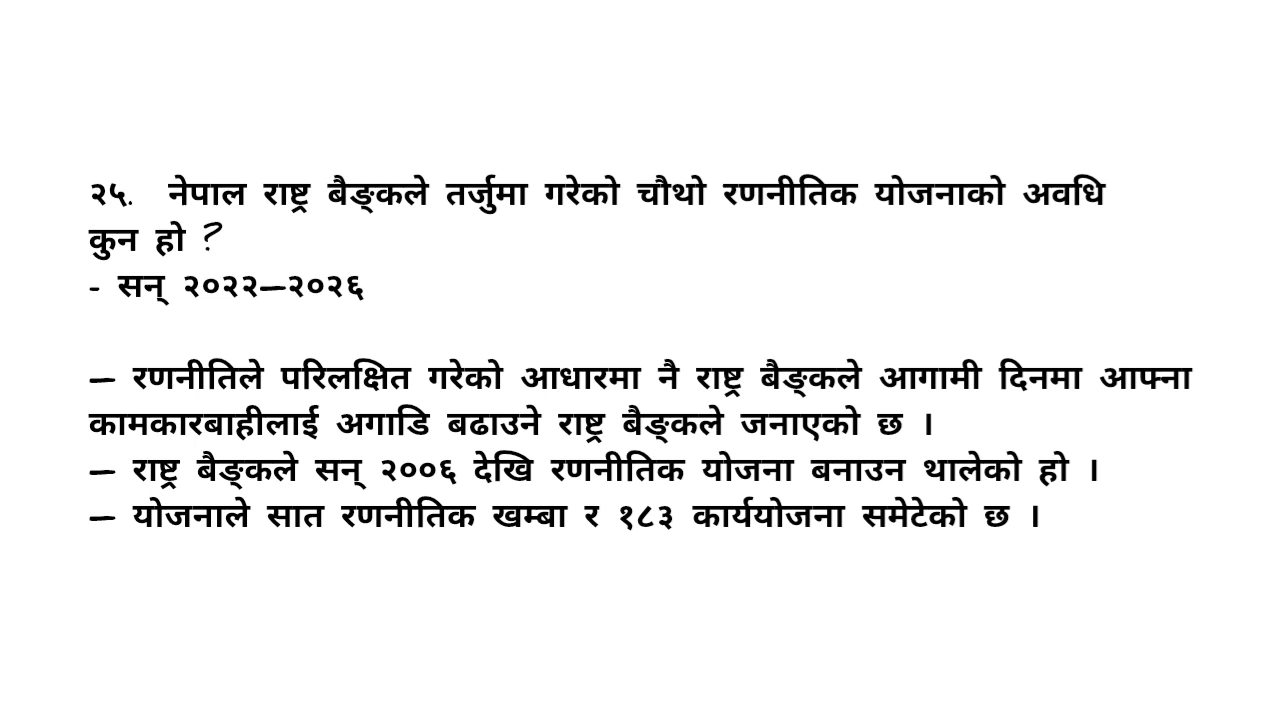 २५. नेपाल राष्ट्र बैङ्कले तर्जुमा गरेको चौथो रणनीतिक योजनाको अवधि
कुन हो ?
- सन् २०२२—२०२६
— रणनीतिले परिलक्षित गरेको आधारमा नै राष्ट्र बैङ्कले आगामी दिनमा आफ्ना
कामकारबाहीलाई अगाडि बढाउने राष्ट्र बैङ्कले जनाएको छ ।
— राष्ट्र बैङ्कले सन् २००६ देखि रणनीतिक योजना बनाउन थालेको हो ।
— योजनाले सात रणनीतिक खम्बा र १८३ कार्ययोजना समेटेको छ ।